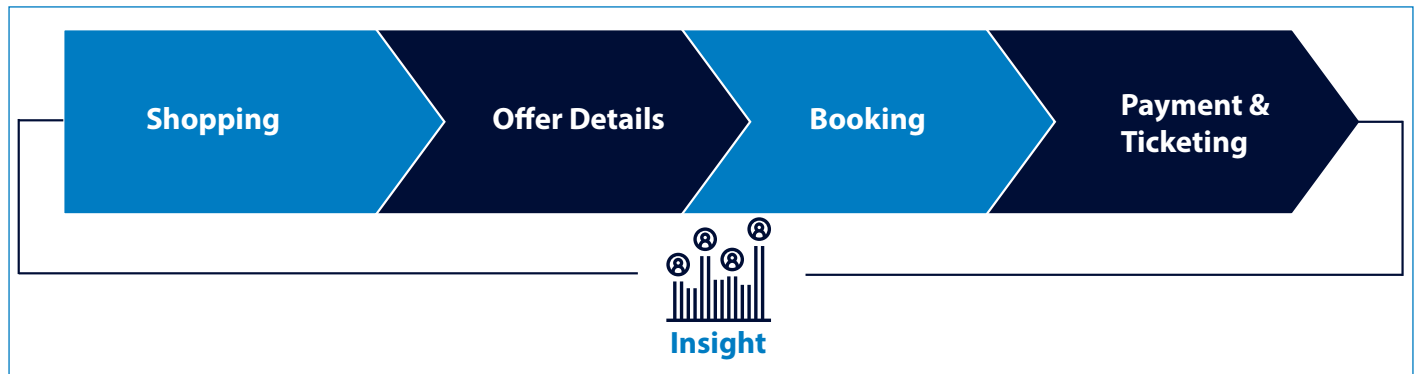 Shopping
Offer Details
Booking
Payment &
Ticketing
Insight